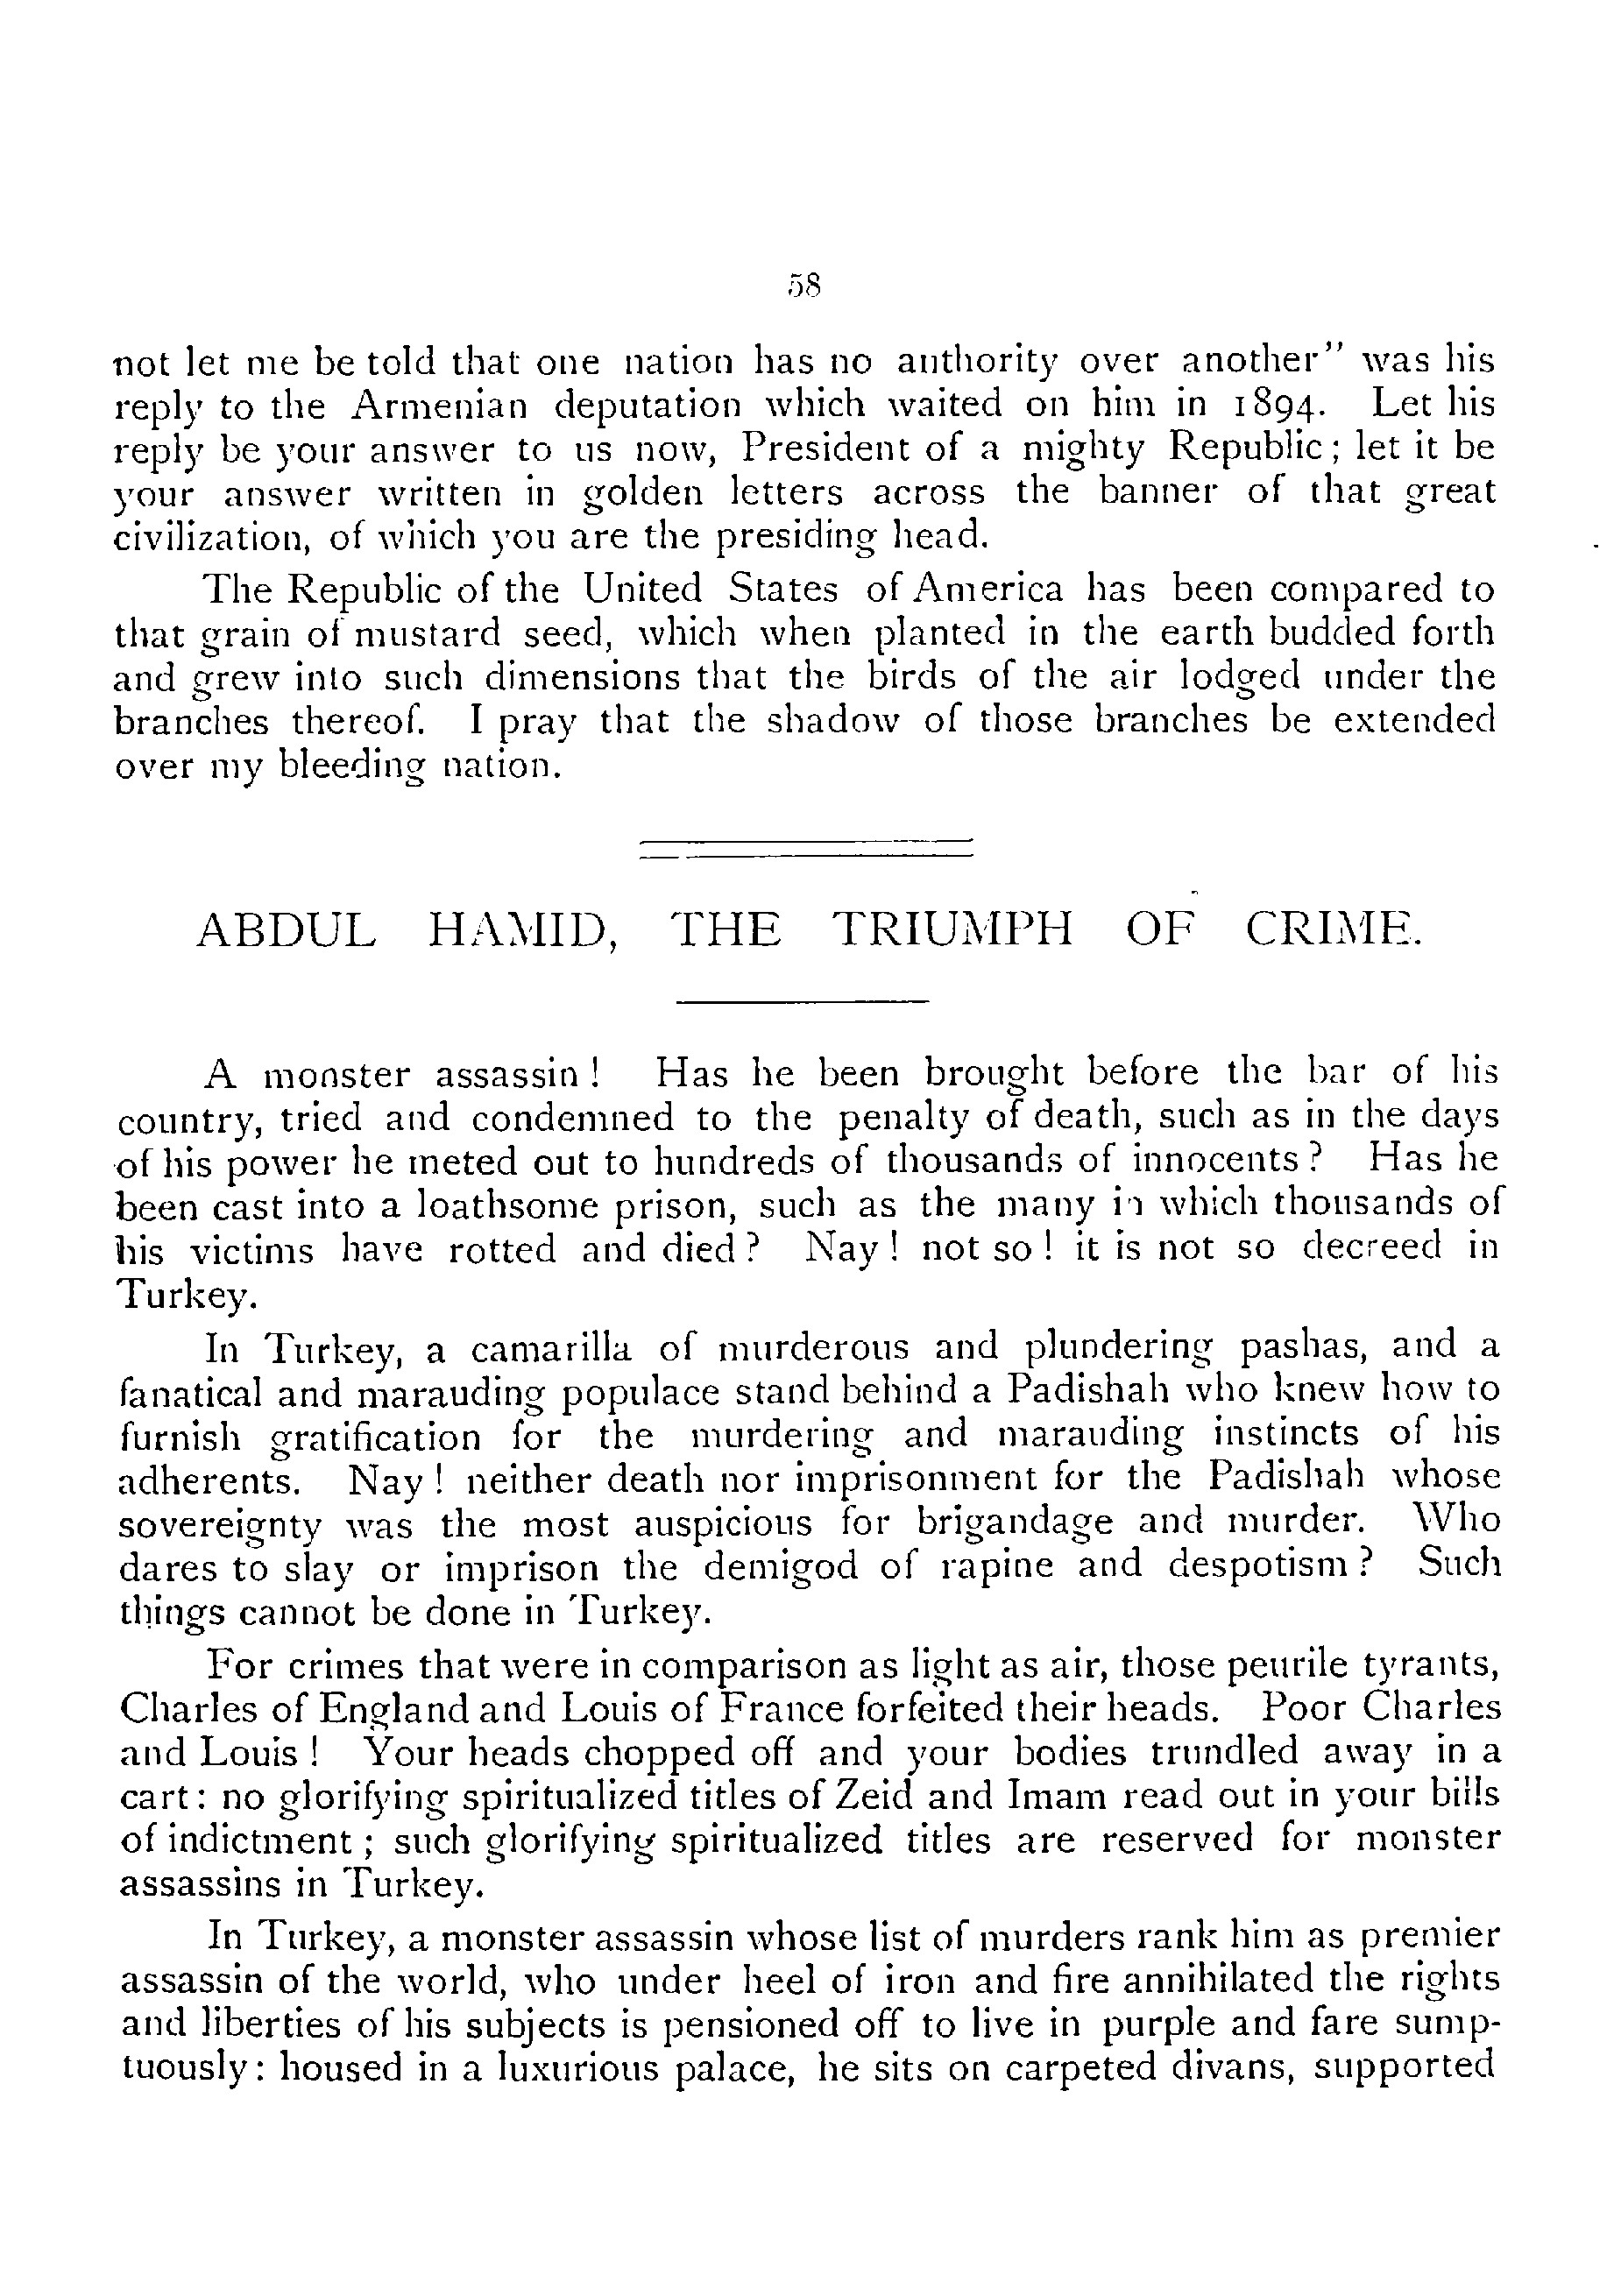 58
not let me be told that one nation has no authority over another” was his
reply to the Armenian deputation which waited on him in 1894. Let his
reply be your answer to us now, President of a mighty Republic; let it be
your answer written in golden letters across the banner of that great
civilization, of which you are the presiding head.
The Republic of the United States of America has been compared to
that grain of mustard seed, which when planted in the earth budded forth
and grew into such dimensions that the birds of the air lodged under the
branches thereof. I pray that the shadow of those branches be extended
over my bleeding nation.
ABDUL HAMID, THE TRIUMPH OF CRIME.
A monster assassin! Has he been brought before the bar of his
country, tried and condemned to the penalty of death, such as in the days
of his power he meted out to hundreds of thousands of innocents? Has he
been cast into a loathsome prison, such as the many in which thousands of
his victims have rotted and died? Nay! not so! it is not so decreed in
Turkey.
In Turkey, a camarilla of murderous and plundering pashas, and a
fanatical and marauding populace stand behind a Padishah who knew how to
furnish gratification for the murdering and marauding instincts of his
adherents. Nay! neither death nor imprisonment for the Padishah whose
sovereignty was the most auspicious for brigandage and murder. Who
dares to slay or imprison the demigod of rapine and despotism? Such
things cannot be done in Turkey.
For crimes that were in comparison as light as air, those peurile tyrants,
Charles of England and Louis of France forfeited their heads. Poor Charles
and Louis! Your heads chopped off and your bodies trundled away in a
cart: no glorifying spiritualized titles of Zeid and Imam read out in your bills
of indictment; such glorifying spiritualized titles are reserved for monster
assassins in Turkey.
In Turkey, a monster assassin whose list of murders rank him as premier
assassin of the world, who under heel of iron and fire annihilated the rights
and liberties of his subjects is pensioned off to live in purple and fare sump-
tuously: housed in a luxurious palace, he sits on carpeted divans, supported